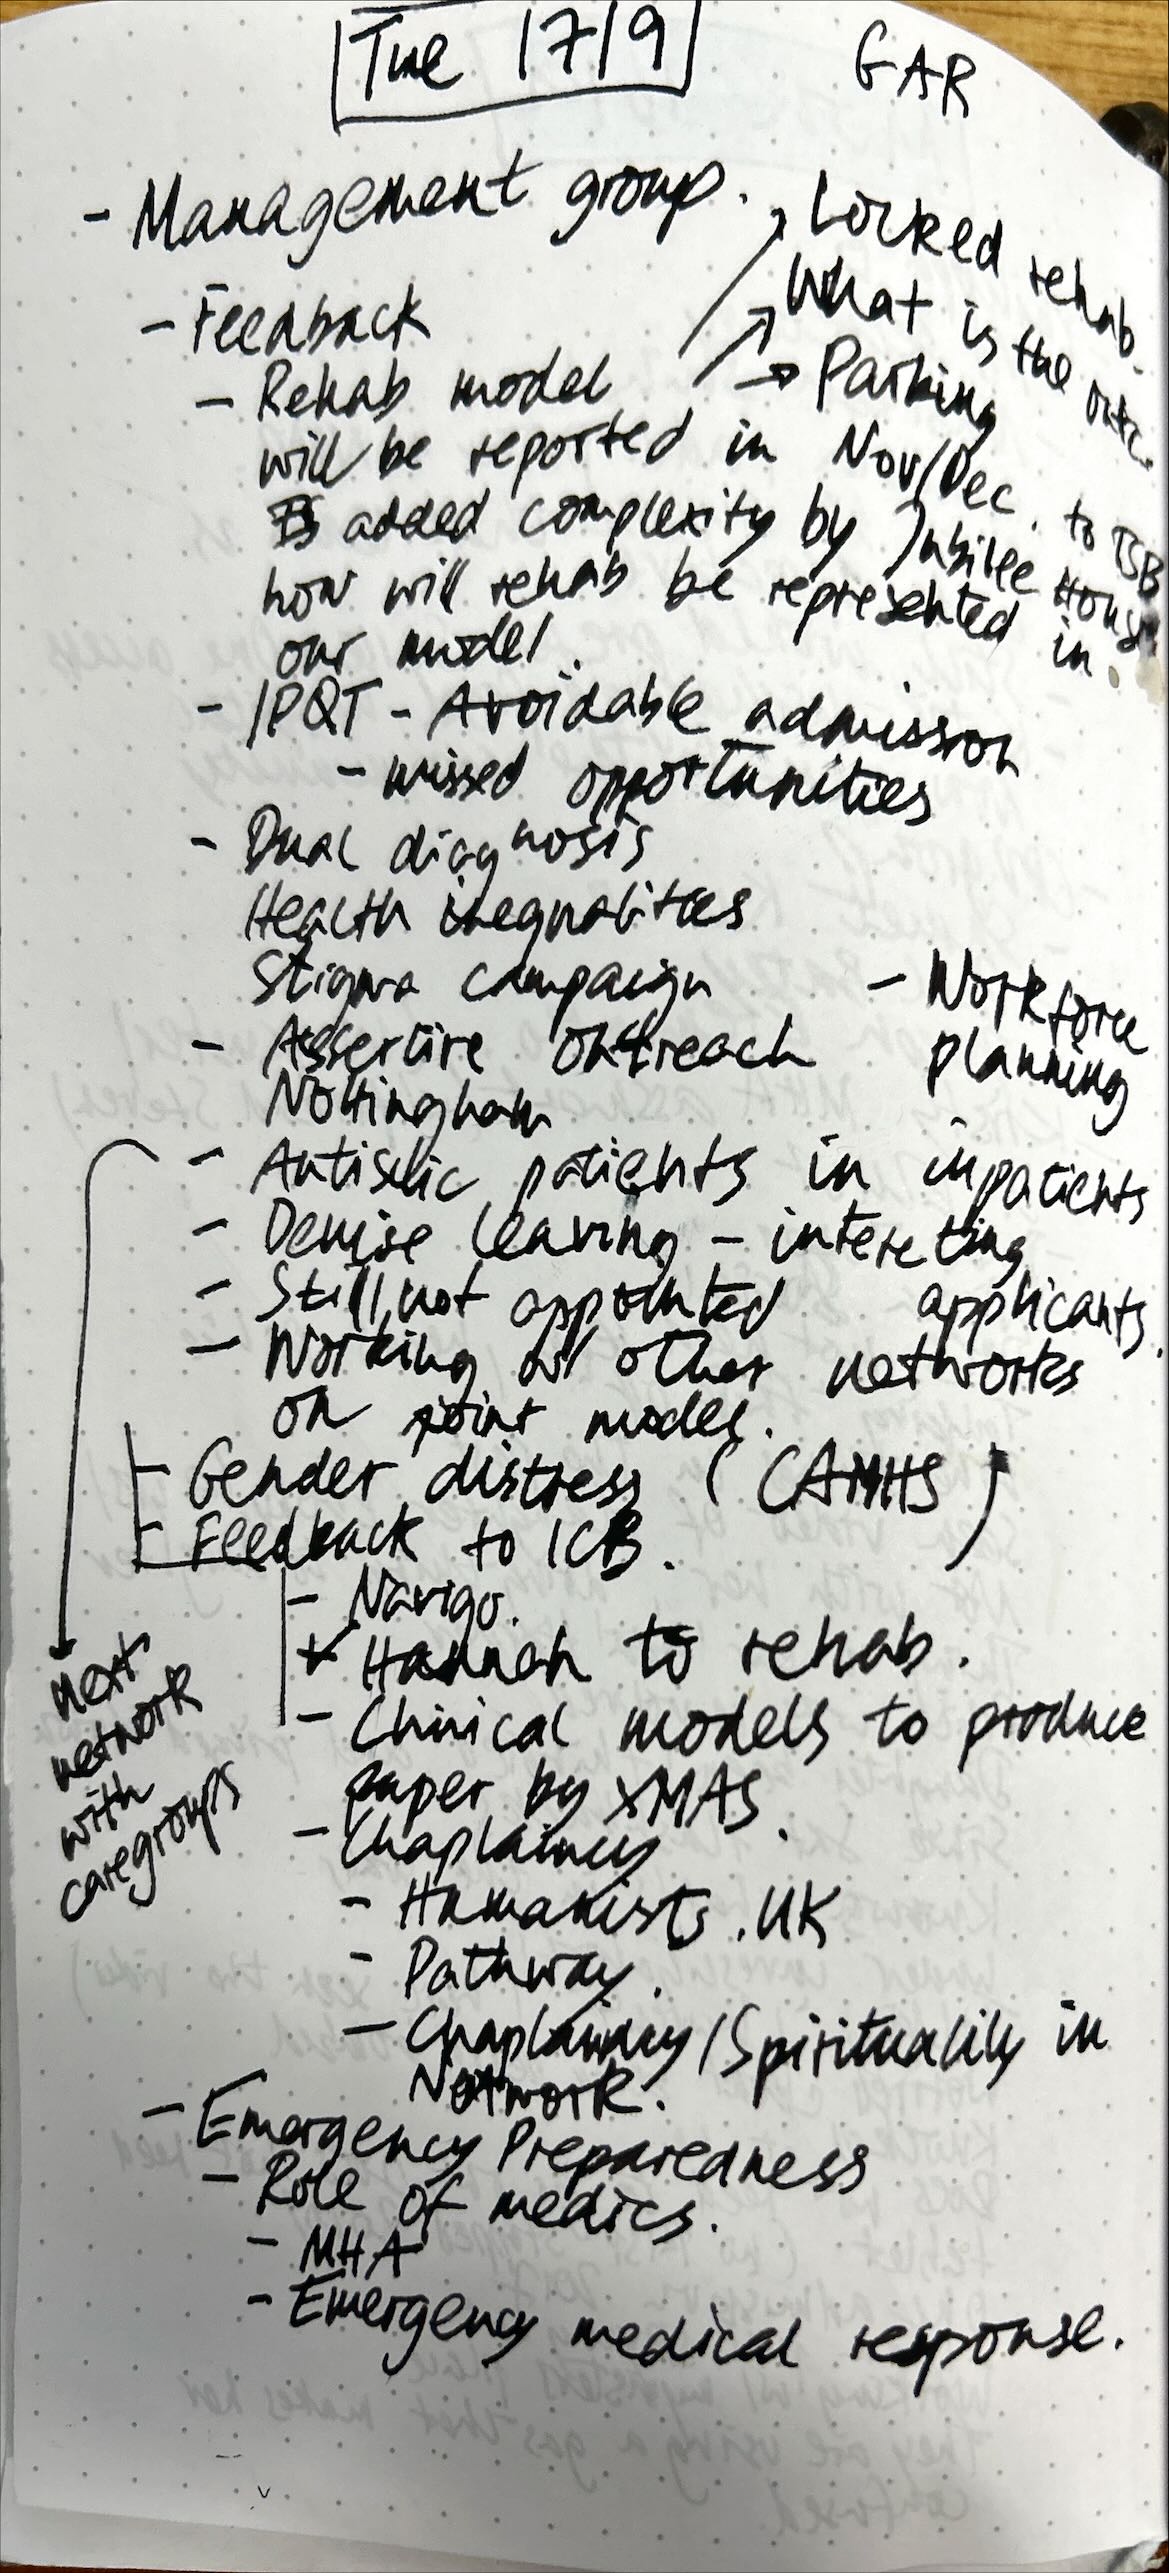 Tue 17/9
GAR
- Management group.
Locked rehab.
What is the
Parking
- Feedback
- Rehab model
will be reported in Nov/Dec. to
added complexity by Jubilee House
how will rehab be represented in
our model.
- IPQT - Avoidable admission
- missed opportunities
- Dual diagnosis
Health inequalities
Stigma campaign
- Workforce
planning
- Assertive outreach
Nottingham
- Autistic patients in inpatients
- Denise leaving - intereting
applicants.
- Still not appointed
- Working w/ other networks
on joint model.
- Gender distress (CAMHS)
- Feedback to ICB.
- Navigo.
Hannah to rehab.
- Clinical models to produce
paper by XMAS.
next
network
with
caregroups
- Chaplaincy
- Humanists.UK
- Pathway.
- Chaplaincy/Spirituality in
Network.
- Emergency Preparedness
- Role of medics.
- MHA
- Emergency medical response.